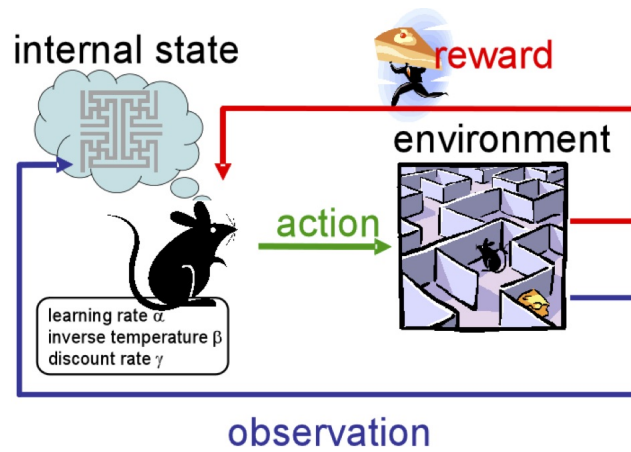 internal state
reward
environment
action
learning rate α
inverse temperature β
discount rate γ
observation